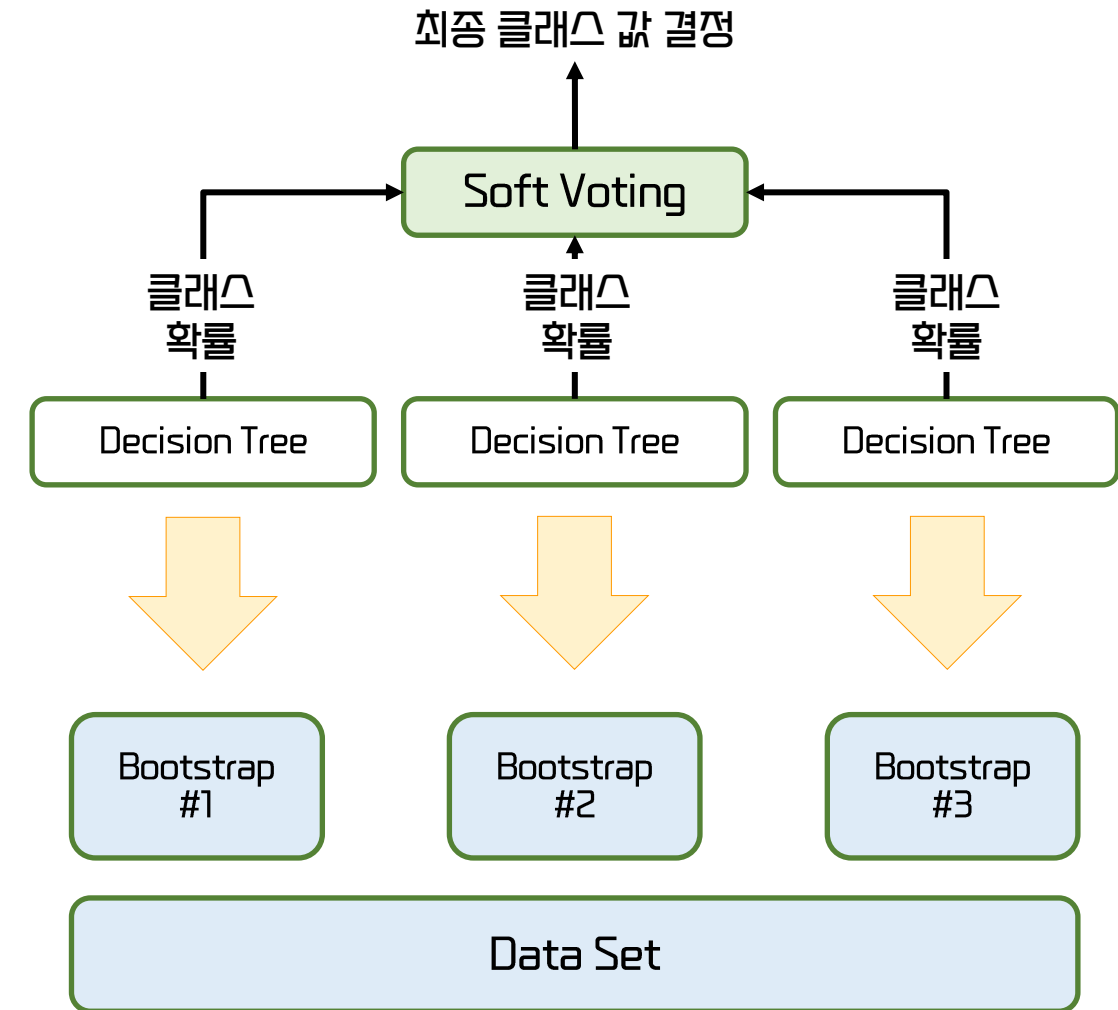 최종 클래스 값 결정
Soft Voting
클래스
확률
클래스
확률
클래스
확률
Decision Tree
Decision Tree
Decision Tree
Bootstrap
#1
Bootstrap
#2
Bootstrap
#3
Data Set